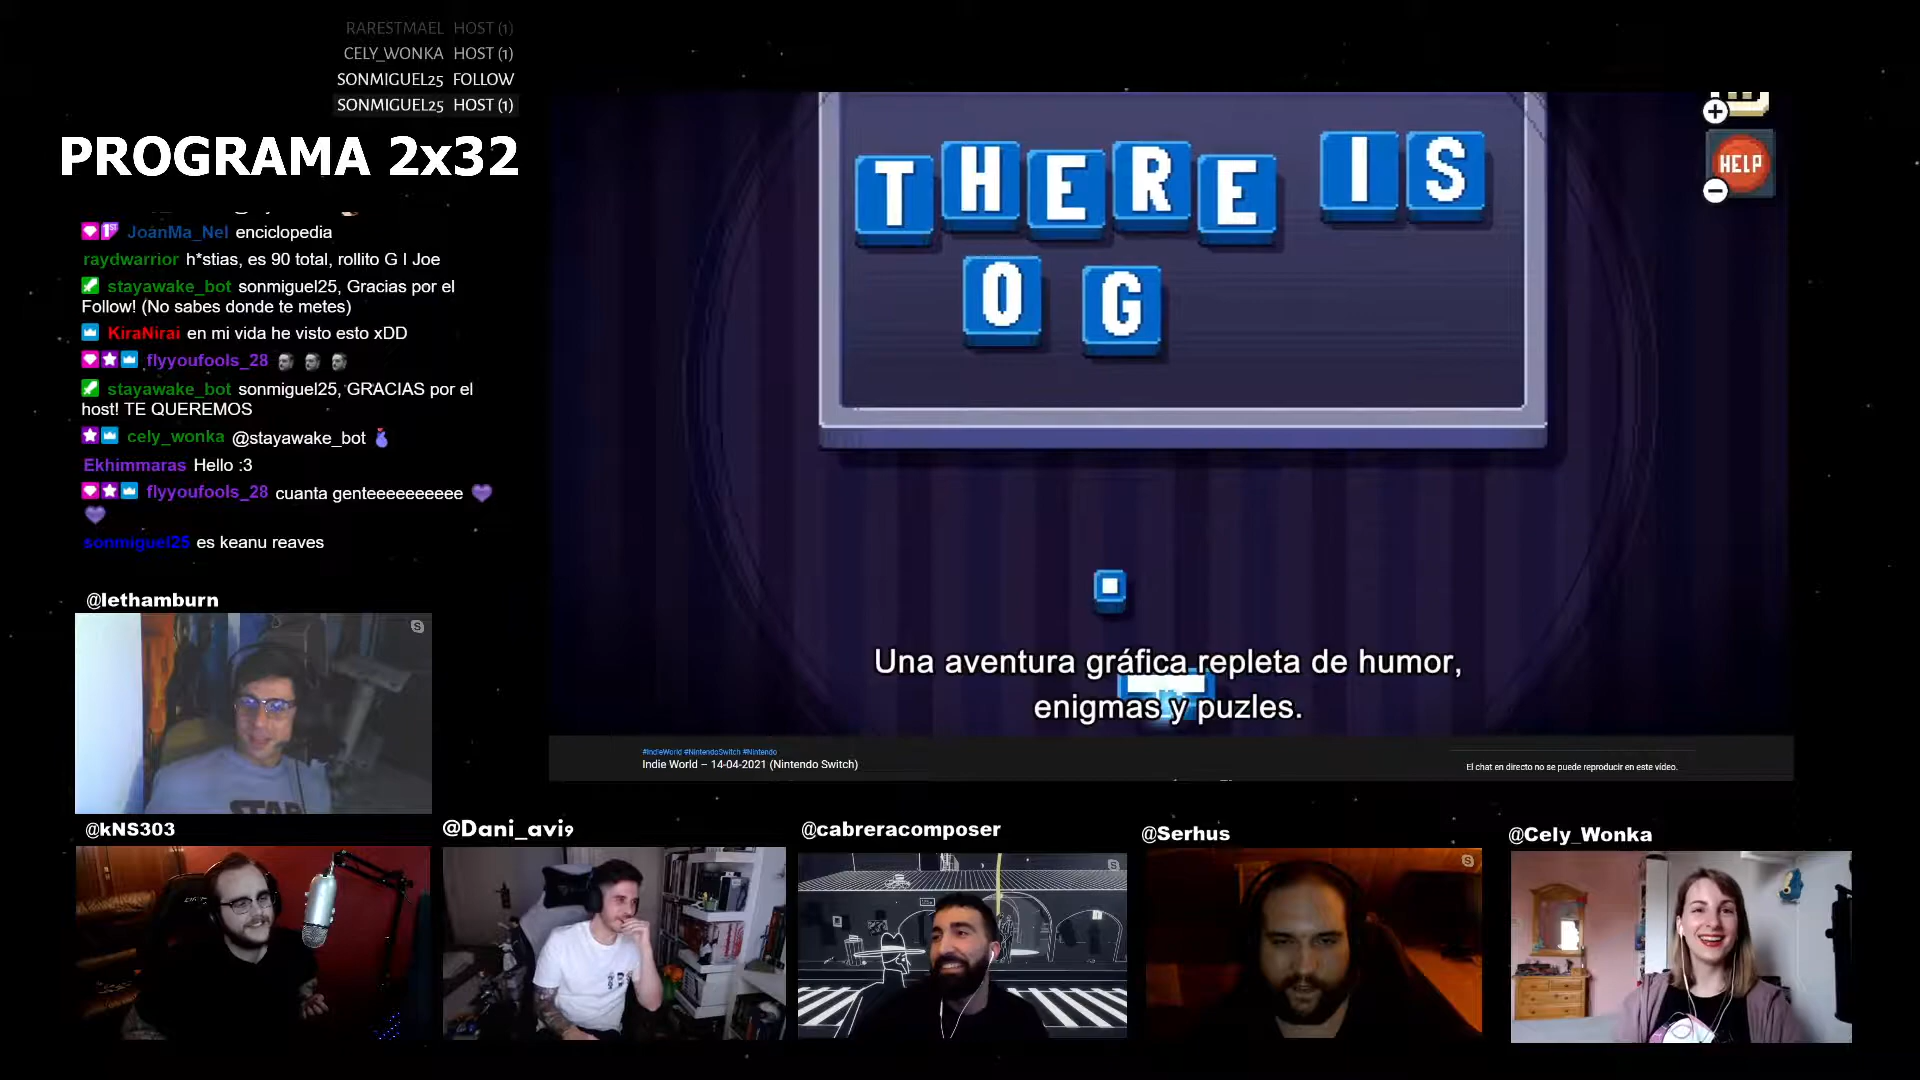 RARESTMAEL HOST (1)
CELY_WONKA HOST (1)
SONMIGUEL25 FOLLOW
SONMIGUEL25 HOST (1)
PROGRAMA 2x32
JoanMa_Nel enciclopedia
raydwarrior h*stias, es 90 total, rollito G I Joe
stayawake_bot sonmiguel25, Gracias por el
Follow! (No sabes donde te metes)
KiraNirai en mi vida he visto esto xDD
flyyoufools_28
stayawake_bot sonmiguel25, GRACIAS por el
host! TE QUEREMOS
cely_wonka @stayawake_bot
Ekhimmaras Hello :3
flyyoufools_28 cuanta genteeeeeeeeee
sonmiguel25 es keanu reaves
THERE IS
O G
HELP
Una aventura gráfica repleta de humor,
enigmas y puzles.
#IndieWorld #NintendoSwitch #Nintendo
Indie World – 14-04-2021 (Nintendo Switch)
El chat en directo no se puede reproducir en este vídeo.
@lethamburn
STAR
@kNS303
@Dani_avi9
@cabreracomposer
@Serhus
@Cely_Wonka